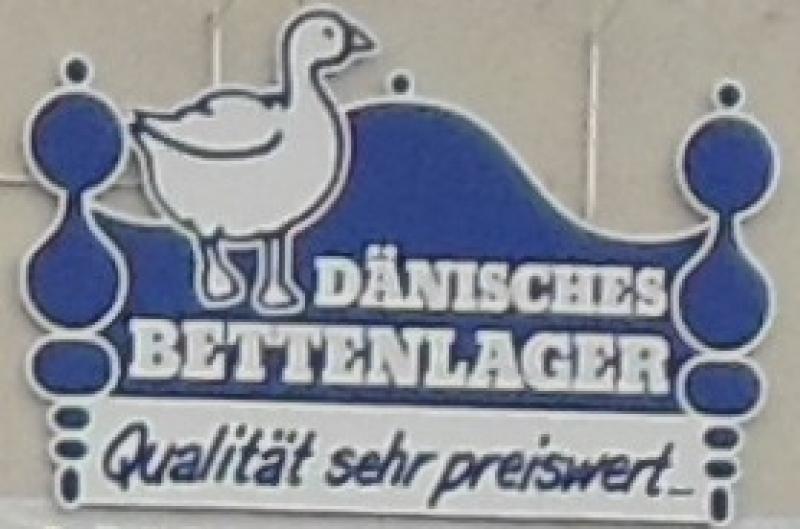 DÄNISCHES
BETTENLAGER
Qualität sehr preiswert...